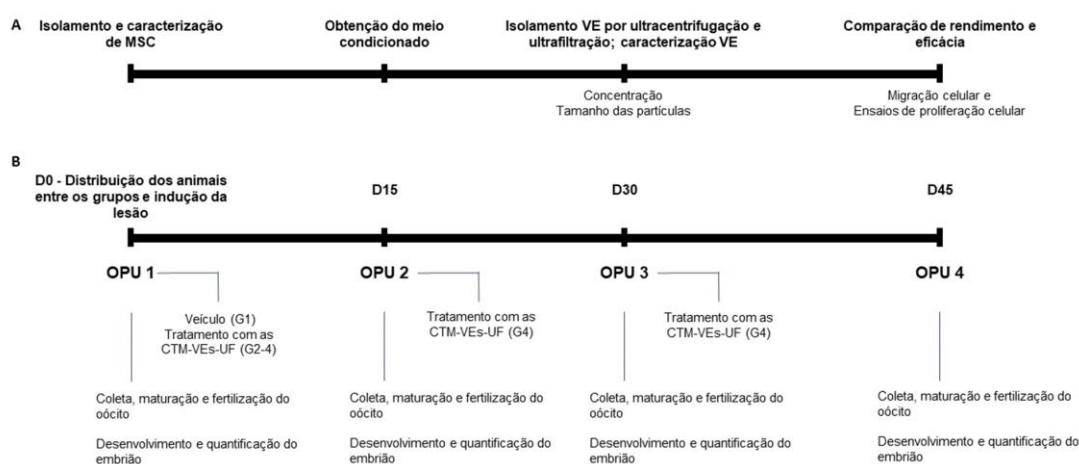 A
Isolamento e caracterização
de MSC
Obtenção do meio
condicionado
Isolamento VE por ultracentrifugação e
ultrafiltração; caracterização VE
Comparação de rendimento e
eficácia
Concentração
Tamanho das partículas
Migração celular e
Ensaios de proliferação celular
B
D0 - Distribuição dos animais
entre os grupos e indução da
lesão
D15
D30
D45
OPU 1
OPU 2
OPU 3
OPU 4
Veículo (G1)
Tratamento com as
CTM-VEs-UF (G2-4)
Tratamento com as
CTM-VEs-UF (G4)
Tratamento com as
CTM-VEs-UF (G4)
Coleta, maturação e fertilização do
oócito
Desenvolvimento e quantificação do
embrião
Coleta, maturação e fertilização do
oócito
Desenvolvimento e quantificação do
embrião
Coleta, maturação e fertilização do
oócito
Desenvolvimento e quantificação do
embrião
Coleta, maturação e fertilização do
oócito
Desenvolvimento e quantificação do
embrião